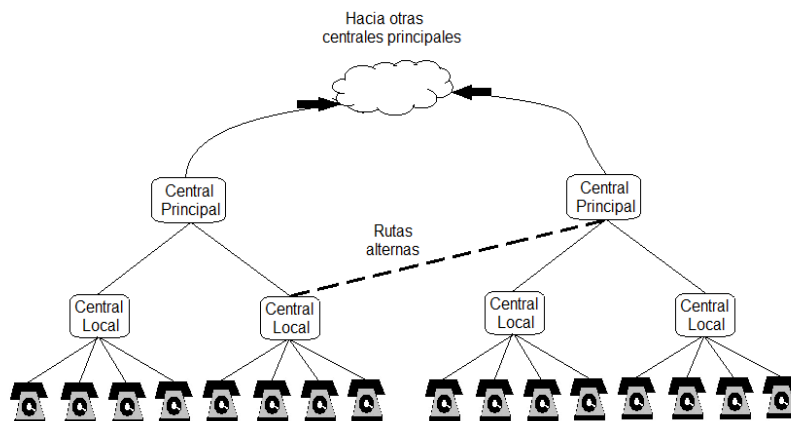 Hacia otras
centrales principales
Central
Principal
Central
Principal
Rutas
alternas
Central
Local
Central
Local
Central
Local
Central
Local